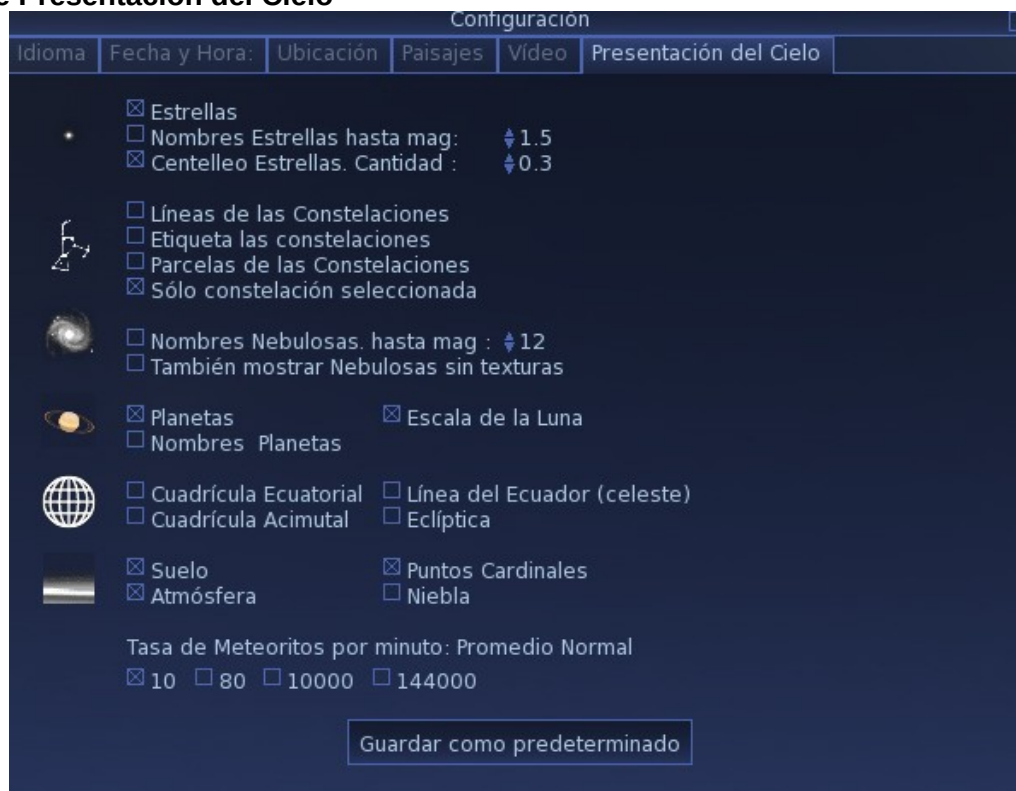 e Presentación del Cielo
Configuración
Idioma Fecha y Hora: Ubicación Paisajes Vídeo Presentación del Cielo
Estrellas
Nombres Estrellas hasta mag: 1.5
Centelleo Estrellas. Cantidad : 0.3
Líneas de las Constelaciones
Etiqueta las constelaciones
Parcelas de las Constelaciones
Sólo constelación seleccionada
Nombres Nebulosas. hasta mag : 12
También mostrar Nebulosas sin texturas
Planetas Escala de la Luna
Nombres Planetas
Cuadrícula Ecuatorial Línea del Ecuador (celeste)
Cuadrícula Acimutal Eclíptica
Suelo Puntos Cardinales
Atmósfera Niebla
Tasa de Meteoritos por minuto: Promedio Normal
10 80 10000 144000
Guardar como predeterminado